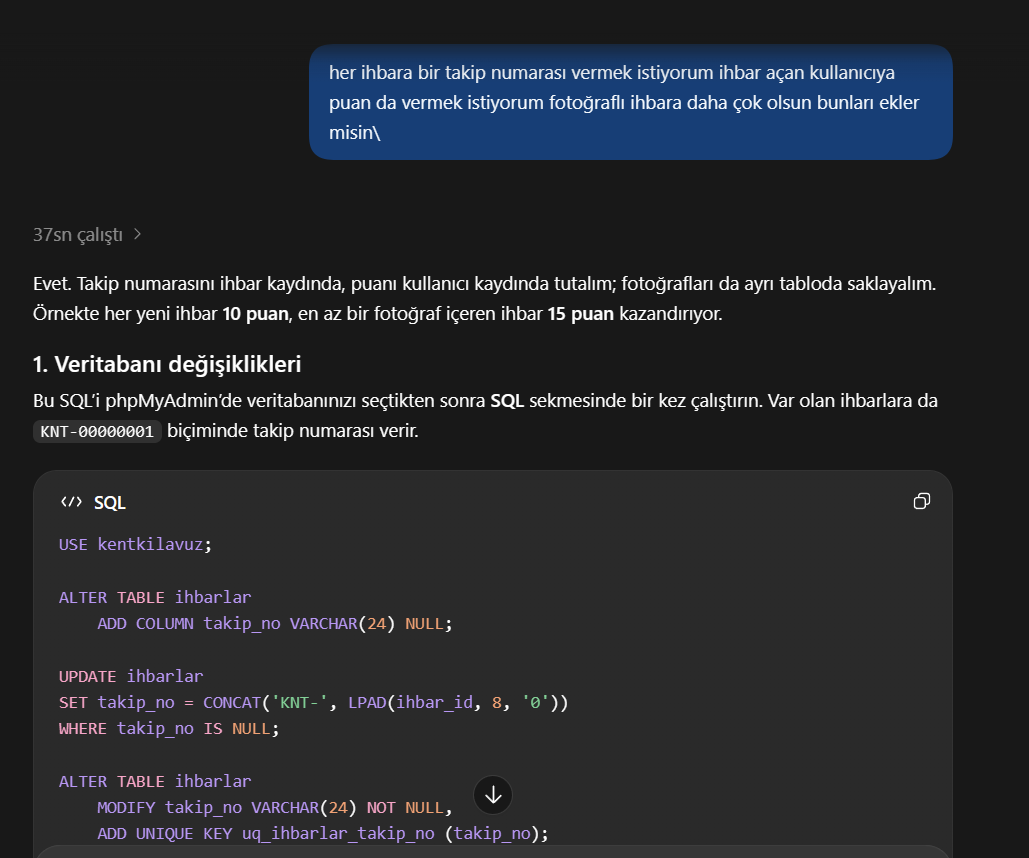 her ihbara bir takip numarası vermek istiyorum ihbar açan kullanıcıya
puan da vermek istiyorum fotoğraflı ihbara daha çok olsun bunları ekler
misin\
37sn çalıştı
Evet. Takip numarasını ihbar kaydında, puanı kullanıcı kaydında tutalım; fotoğrafları da ayrı tabloda saklayalım.
Örnekte her yeni ihbar 10 puan, en az bir fotoğraf içeren ihbar 15 puan kazandırıyor.
1. Veritabanı değişiklikleri
Bu SQL'i phpMyAdmin'de veritabanınızı seçtikten sonra SQL sekmesinde bir kez çalıştırın. Var olan ihbarlara da
KNT-00000001 biçiminde takip numarası verir.
</> SQL
USE kentkilavuz;
ALTER TABLE ihbarlar
    ADD COLUMN takip_no VARCHAR(24) NULL;
UPDATE ihbarlar
SET takip_no = CONCAT('KNT-', LPAD(ihbar_id, 8, '0'))
WHERE takip_no IS NULL;
ALTER TABLE ihbarlar
    MODIFY takip_no VARCHAR(24) NOT NULL,
    ADD UNIQUE KEY uq_ihbarlar_takip_no (takip_no);